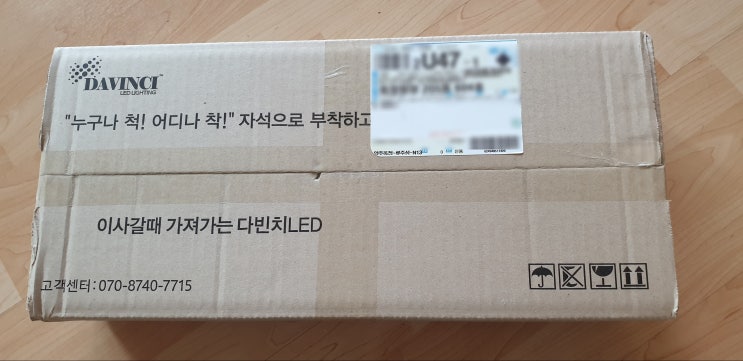 DAVINCI
LED LIGHTING
U47
"누구나 척! 어디나 착!" 자석으로 부착하고
이사갈때 가져가는 다빈치LED
고객센터: 070-8740-7715